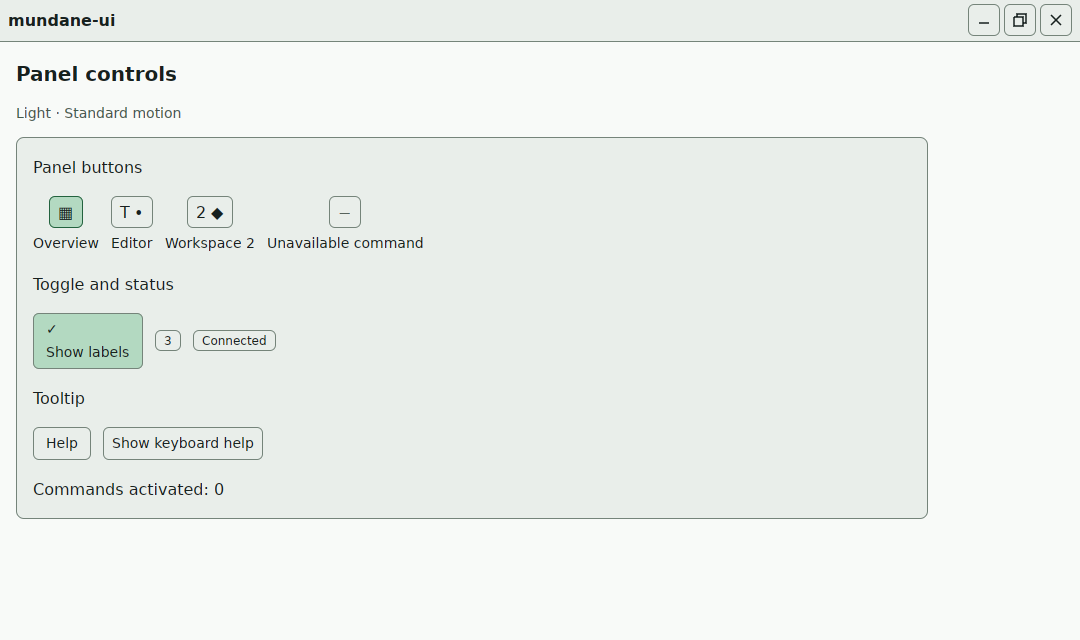 mundane-ui
Panel controls
Light · Standard motion
Panel buttons
▦ T • 2 ◆ —
Overview Editor Workspace 2 Unavailable command
Toggle and status
✓
Show labels 3 Connected
Tooltip
Help Show keyboard help
Commands activated: 0